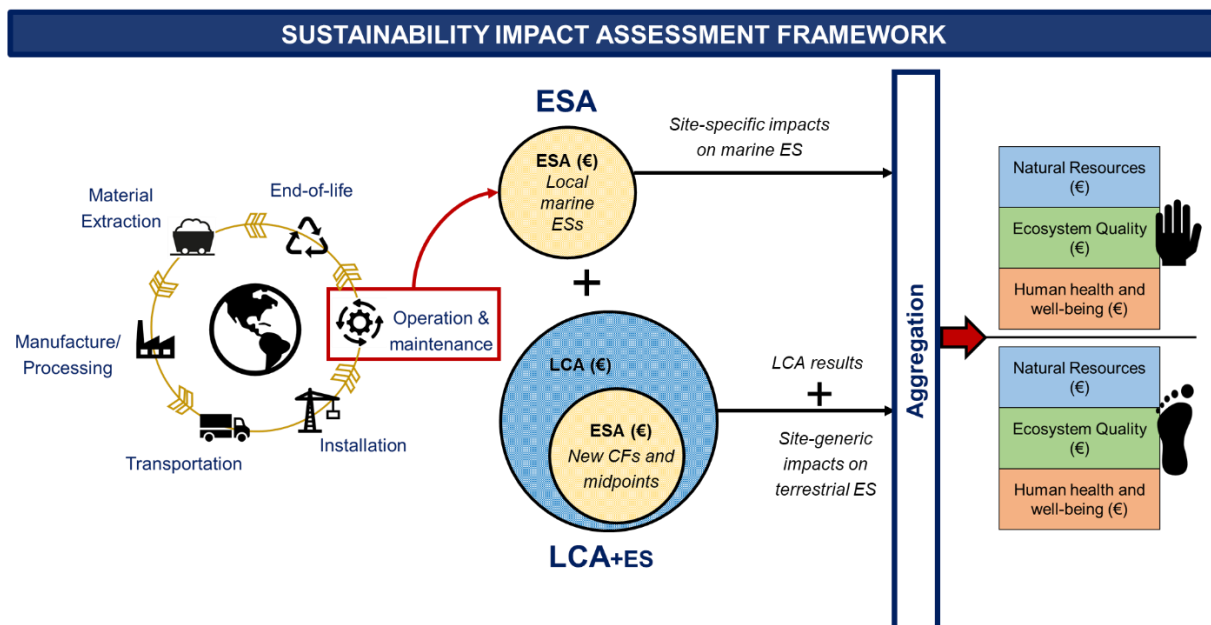 SUSTAINABILITY IMPACT ASSESSMENT FRAMEWORK
Material
Extraction
End-of-life
Manufacture/
Processing
Operation &
maintenance
Transportation
Installation
ESA
ESA (€)
Local
marine
ESs
+
LCA (€)
ESA (€)
New CFs and
midpoints
LCA+ES
Site-specific impacts
on marine ES
LCA results
+
Site-generic
impacts on
terrestrial ES
Aggregation
Natural Resources
(€)
Ecosystem Quality
(€)
Human health and
well-being (€)
Natural Resources
(€)
Ecosystem Quality
(€)
Human health and
well-being (€)